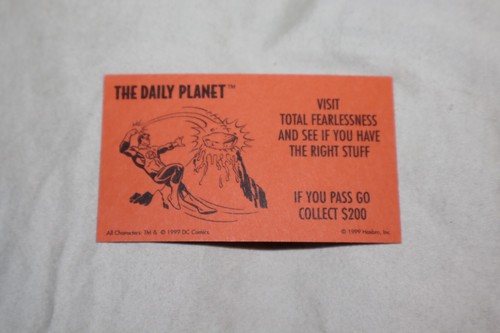 THE DAILY PLANET™
VISIT
TOTAL FEARLESSNESS
AND SEE IF YOU HAVE
THE RIGHT STUFF
IF YOU PASS GO
COLLECT $200
All Characters TM & © 1999 DC Comics
© 1999 Hasbro, Inc.